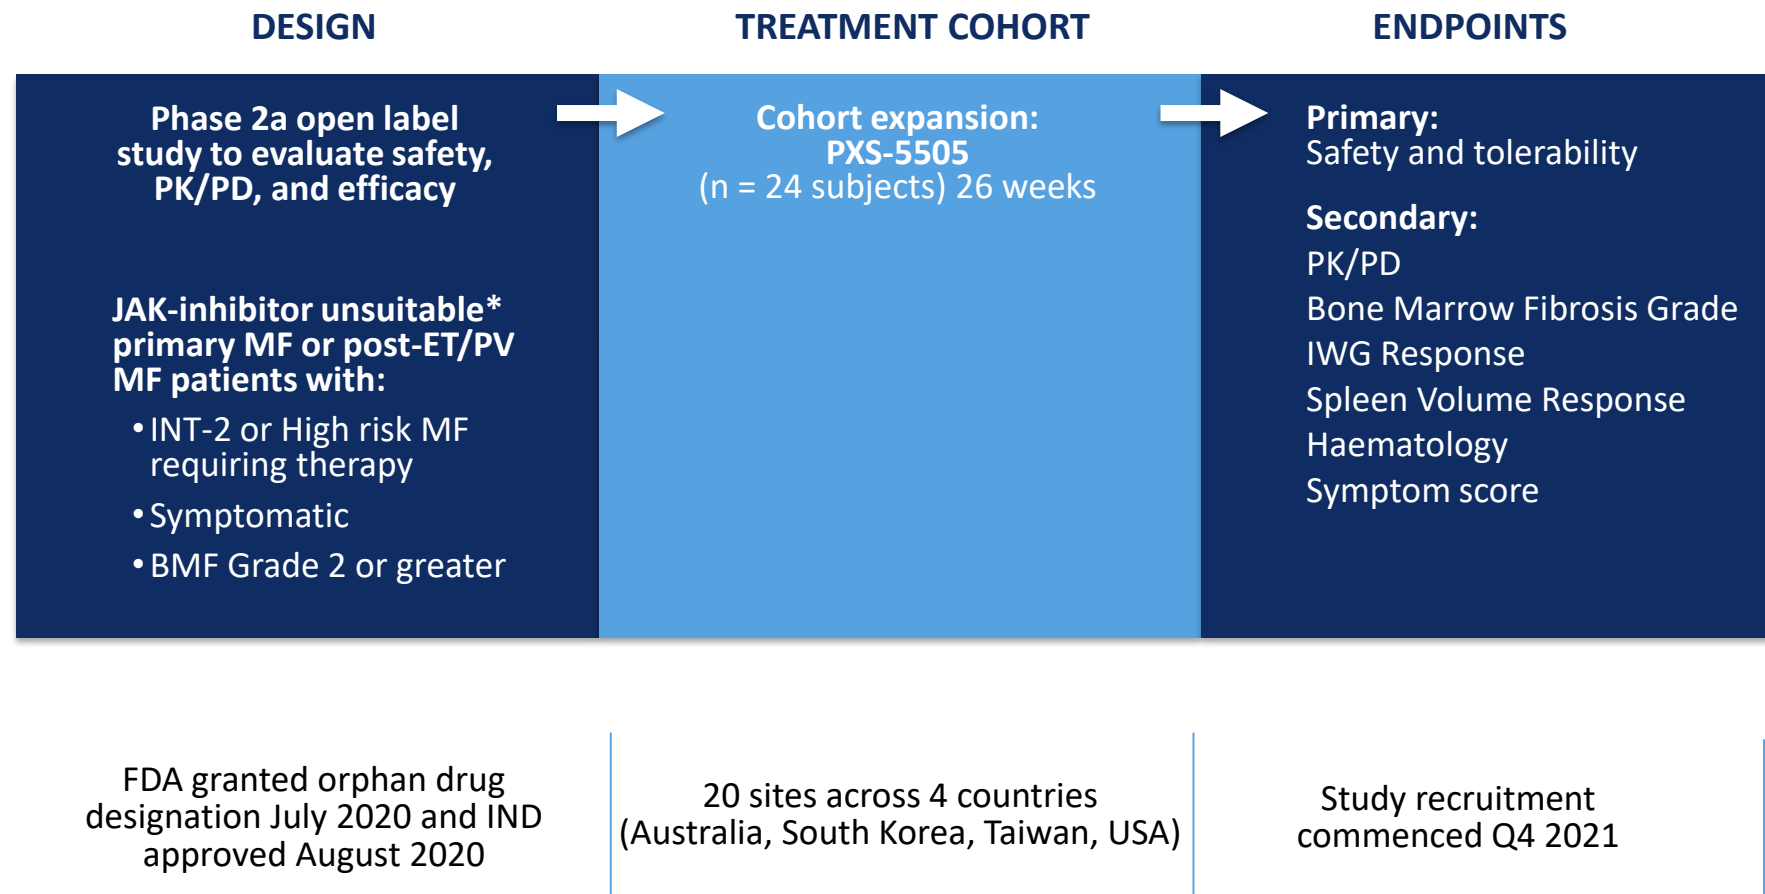 DESIGN
Phase 2a open label
study to evaluate safety,
PK/PD, and efficacy
JAK-inhibitor unsuitable*
primary MF or post-ET/PV
MF patients with:
• INT-2 or High risk MF
requiring therapy
• Symptomatic
• BMF Grade 2 or greater
TREATMENT COHORT
Cohort expansion:
PXS-5505
(n = 24 subjects) 26 weeks
ENDPOINTS
Primary:
Safety and tolerability
Secondary:
PK/PD
Bone Marrow Fibrosis Grade
IWG Response
Spleen Volume Response
Haematology
Symptom score
FDA granted orphan drug
designation July 2020 and IND
approved August 2020
20 sites across 4 countries
(Australia, South Korea, Taiwan, USA)
Study recruitment
commenced Q4 2021